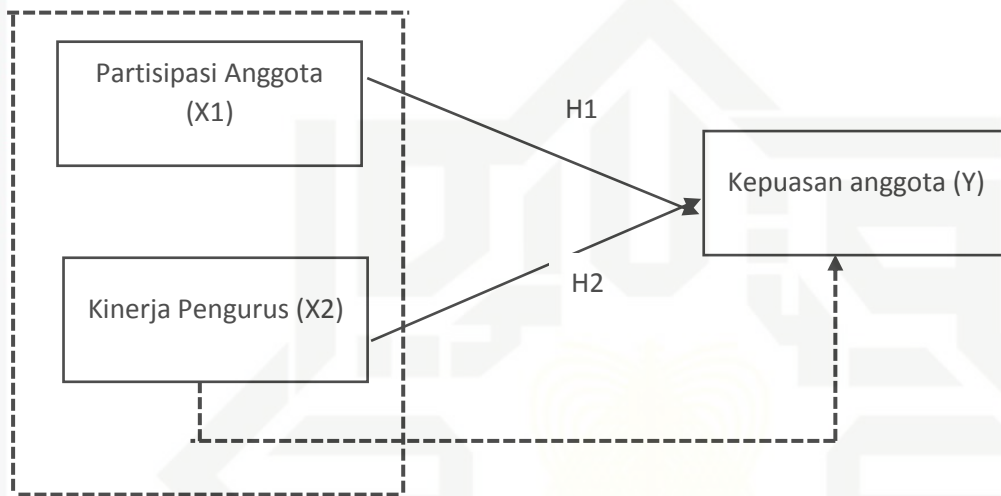 Partisipasi Anggota
(X1)
H1
Kepuasan anggota (Y)
H2
Kinerja Pengurus (X2)